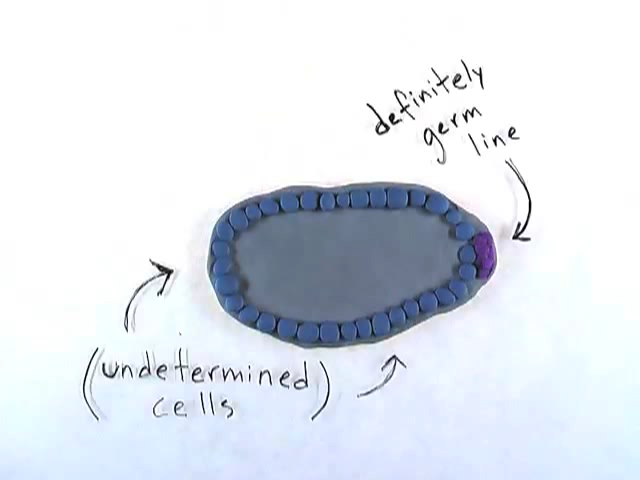 definitely
germ
line
(undetermined)
cells